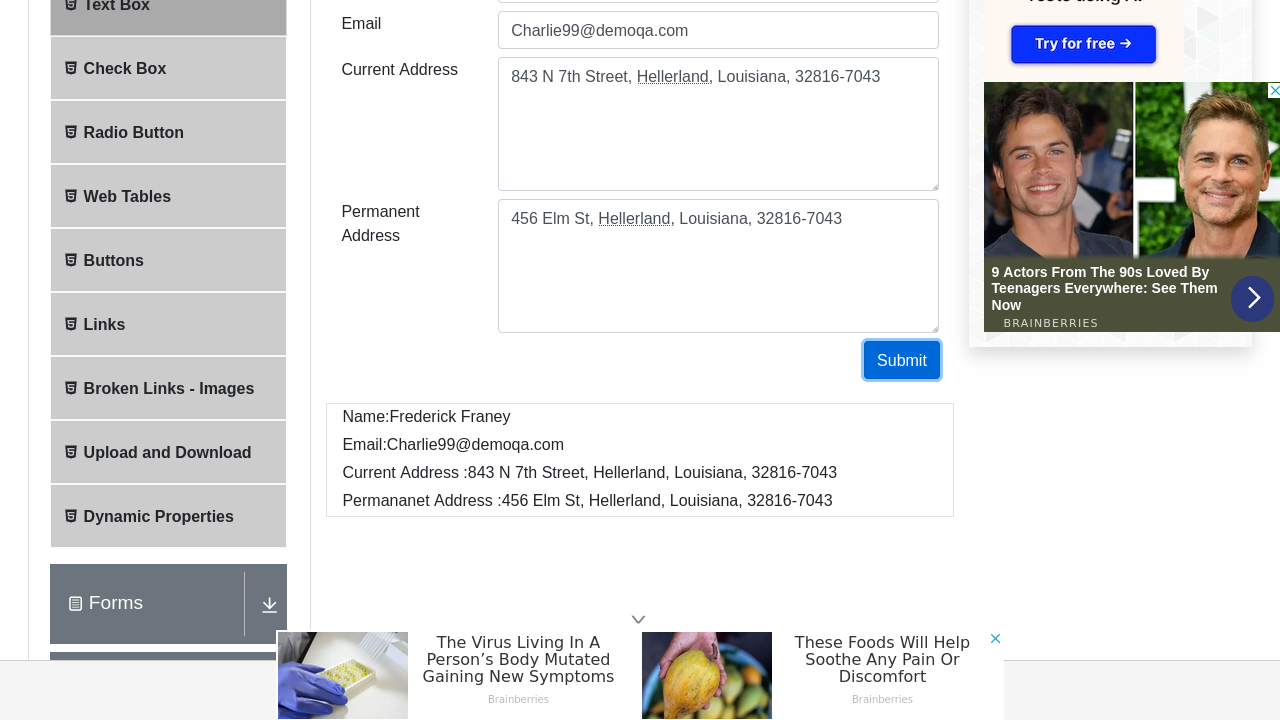 Text Box
Check Box
Radio Button
Web Tables
Buttons
Links
Broken Links - Images
Upload and Download
Dynamic Properties
Forms
Email
Charlie99@demoqa.com
Current Address
843 N 7th Street, Hellerland, Louisiana, 32816-7043
Permanent
Address
456 Elm St, Hellerland, Louisiana, 32816-7043
Submit
Name:Frederick Franey
Email:Charlie99@demoqa.com
Current Address :843 N 7th Street, Hellerland, Louisiana, 32816-7043
Permananet Address :456 Elm St, Hellerland, Louisiana, 32816-7043
Try for free →
9 Actors From The 90s Loved By
Teenagers Everywhere: See Them
Now
BRAINBERRIES
The Virus Living In A
Person’s Body Mutated
Gaining New Symptoms
Brainberries
These Foods Will Help
Soothe Any Pain Or
Discomfort
Brainberries